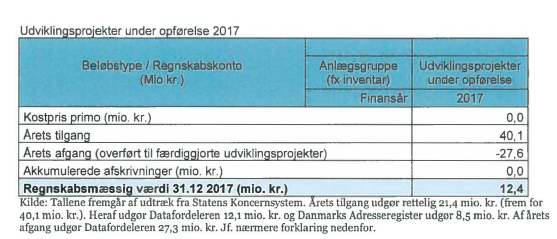 Udviklingsprojekter under opførelse 2017
Beløbstype / Regnskabskonto Anlægsgruppe Udviklingsprojekter
(Mio kr.) (fx inventar) under opførelse
Finansår 2017
Kostpris primo (mio. kr.) 0,0
Årets tilgang 40,1
Årets afgang (overført til færdiggjorte udviklingsprojekter) -27,6
Akkumulerede afskrivninger (mio. kr.) 0,0
Regnskabsmæssig værdi 31.12 2017 (mio. kr.) 12,4
Kilde: Tallene fremgår af udtræk fra Statens Koncernsystem. Årets tilgang udgør rettelig 21,4 mio. kr. (frem for
40,1 mio. kr.). Heraf udgør Datafordeleren 12,1 mio. kr. og Danmarks Adresseregister udgør 8,5 mio. kr. Af årets
afgang udgør Datafordeleren 27,3 mio. kr. Jf. nærmere forklaring nedenfor.